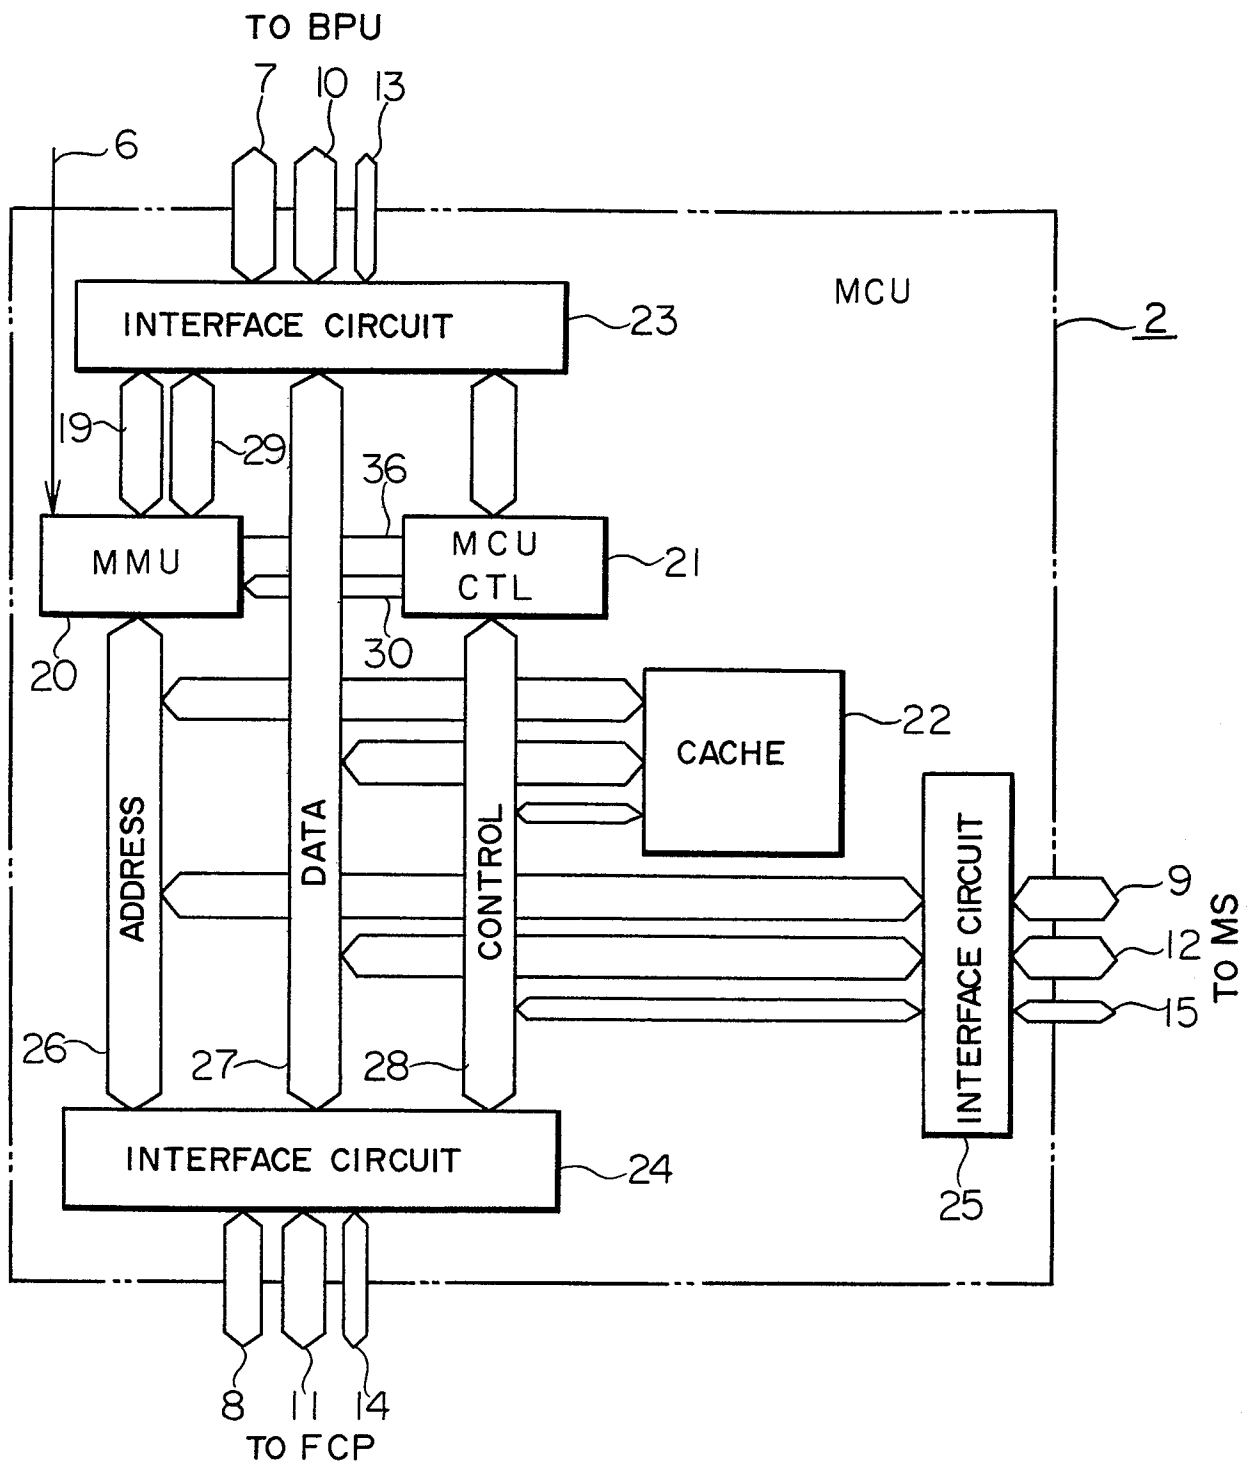 TO BPU
7 10 13
6
MCU
INTERFACE CIRCUIT
23
2
19
29
36
MMU
MCU
CTL
21
20
30
22
CACHE
ADDRESS
DATA
CONTROL
INTERFACE CIRCUIT
9
12
15
TO MS
26
27
28
INTERFACE CIRCUIT
24
25
8 11 14
TO FCP